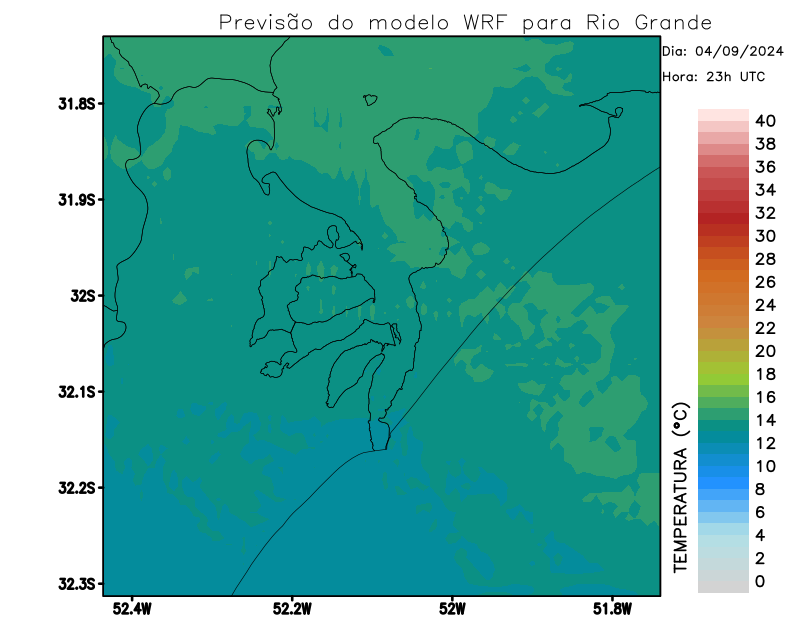 Previsão do modelo WRF para Rio Grande
Dia: 04/09/2024
Hora: 23h UTC
31.8S
31.9S
32S
32.1S
32.2S
32.3S
52.4W
52.2W
52W
51.8W
TEMPERATURA (°C)
40
38
36
34
32
30
28
26
24
22
20
18
16
14
12
10
8
6
4
2
0